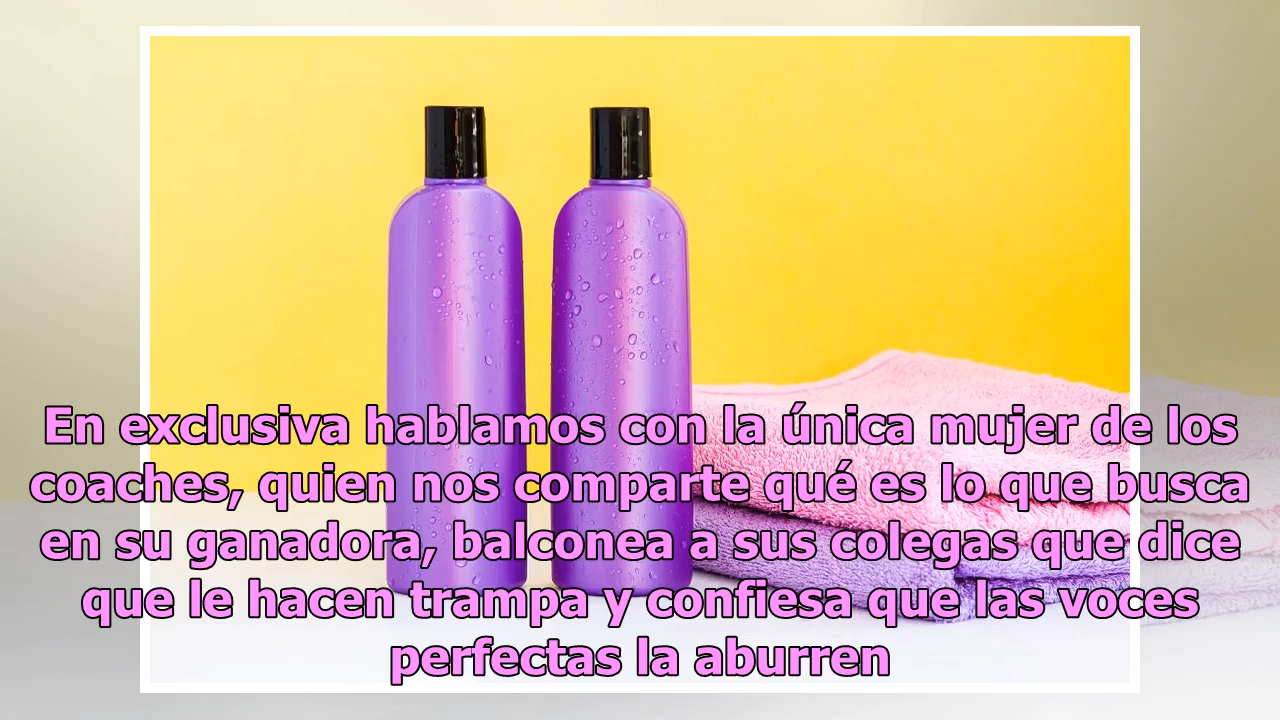 En exclusiva hablamos con la única mujer de los
coaches, quien nos comparte qué es lo que busca
en su ganadora, balconea a sus colegas que dice
que le hacen trampa y confiesa que las voces
perfectas la aburren